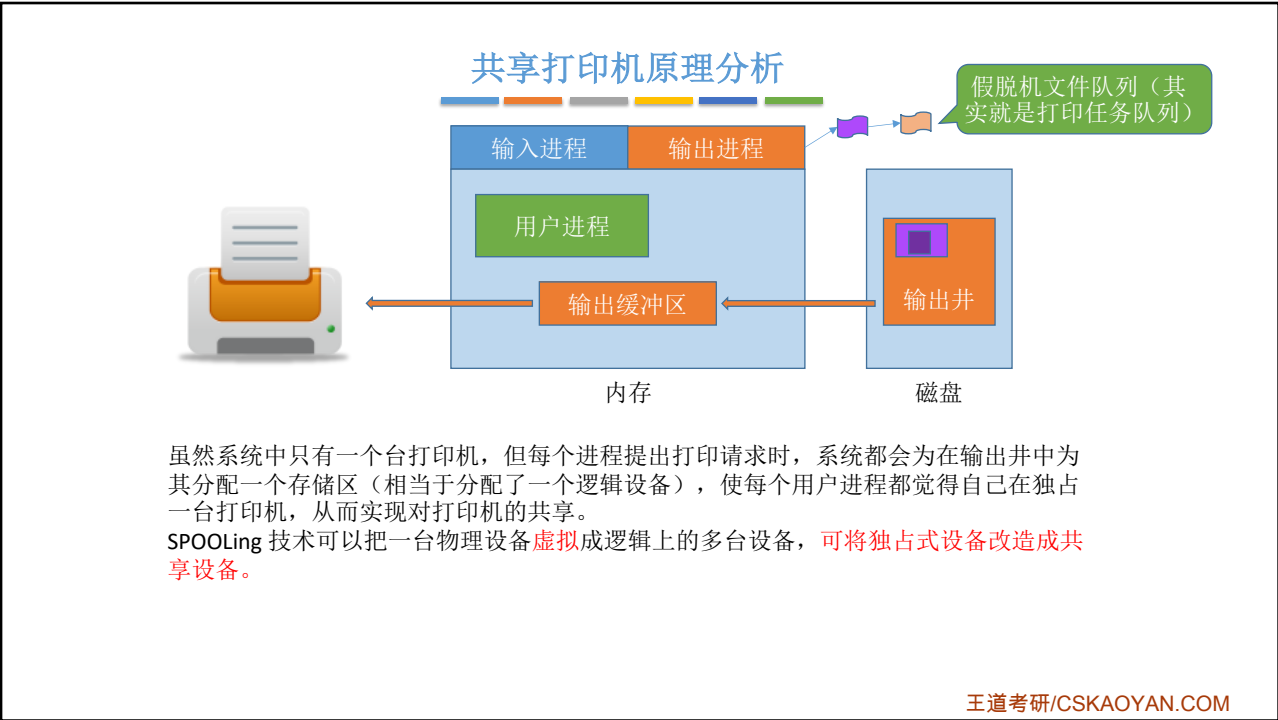 共享打印机原理分析
假脱机文件队列（其
实就是打印任务队列）
输入进程
输出进程
用户进程
输出缓冲区
输出井
内存
磁盘
虽然系统中只有一个台打印机，但每个进程提出打印请求时，系统都会为在输出井中为
其分配一个存储区（相当于分配了一个逻辑设备），使每个用户进程都觉得自己在独占
一台打印机，从而实现对打印机的共享。
SPOOLing 技术可以把一台物理设备虚拟成逻辑上的多台设备，可将独占式设备改造成共
享设备。
王道考研/CSKAOYAN.COM